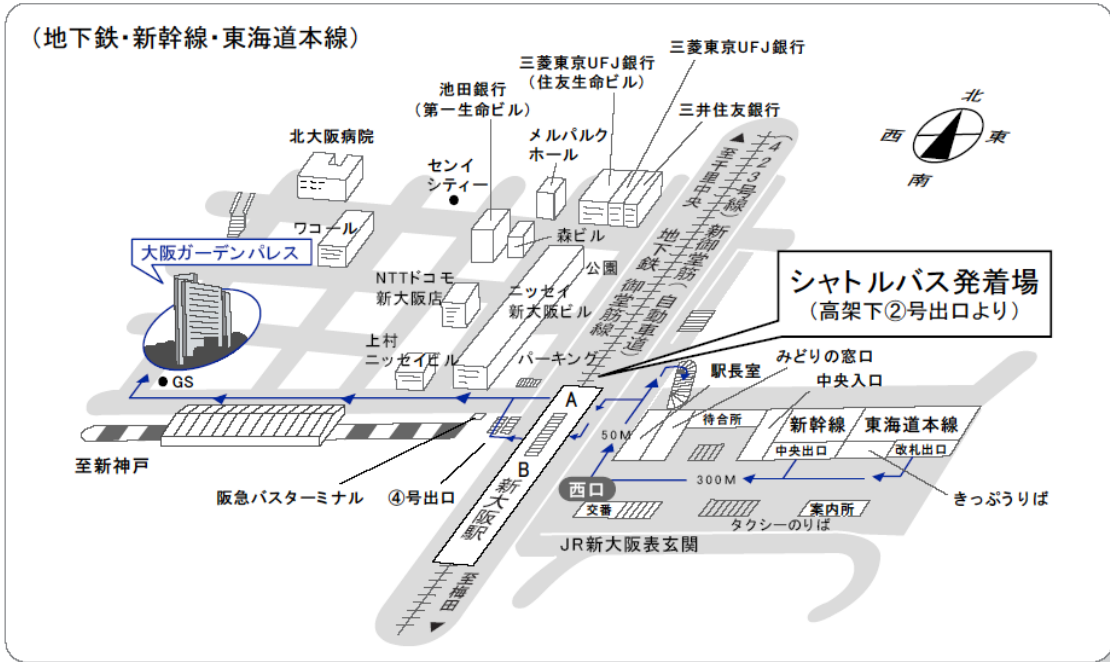 (地下鉄・新幹線・東海道本線)
三菱東京UFJ銀行
三菱東京UFJ銀行
(住友生命ビル)
池田銀行
(第一生命ビル)
三井住友銀行
メルパルク
ホール
北大阪病院
センイ
シティー
北
西
東
南
ワコール
森ビル
大阪ガーデンパレス
公園
NTTドコモ
新大阪店
ニッセイ
新大阪ビル
至千里中央
(423号線)新御堂筋(自動車道)
地下鉄 御堂筋線
シャトルバス発着場
(高架下②号出口より)
上村
ニッセイビル
パーキング
みどりの窓口
駅長室
中央入口
GS
A
待合所
新幹線
東海道本線
50M
中央出口
改札出口
至新神戸
B
新大阪駅
西口
300M
阪急バスターミナル
④号出口
きっぷうりば
交番
案内所
タクシーのりば
JR新大阪表玄関
至梅田